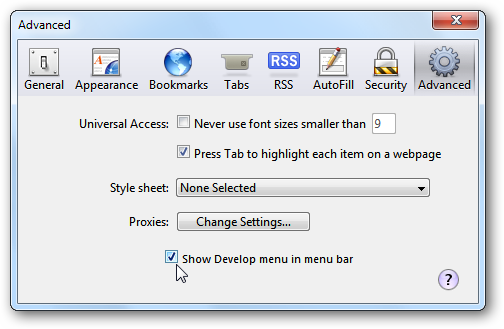 Advanced
RSS
General Appearance Bookmarks Tabs RSS AutoFill Security Advanced
Universal Access: Never use font sizes smaller than 9
Press Tab to highlight each item on a webpage
Style sheet: None Selected
Proxies: Change Settings...
Show Develop menu in menu bar
?